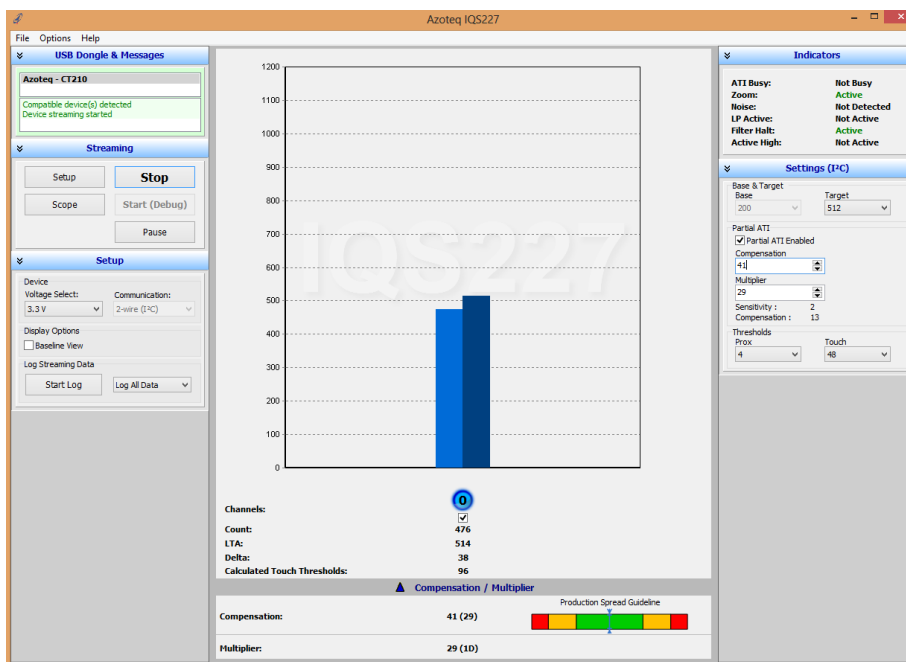 Azoteq IQS227
File Options Help
USB Dongle & Messages
Azoteq - CT210
Compatible device(s) detected
Device streaming started
Streaming
Setup
Stop
Scope
Start (Debug)
Pause
Setup
Device
Voltage Select:
Communication:
3.3 V
2-wire (I²C)
Display Options
Baseline View
Log Streaming Data
Start Log
Log All Data
1200
1100
1000
900
800
700
600
500
400
300
200
100
0
IQS227
0
Channels:
Count: 476
LTA: 514
Delta: 38
Calculated Touch Thresholds: 96
Compensation / Multiplier
Production Spread Guideline
Compensation: 41 (29)
Multiplier: 29 (1D)
Indicators
ATI Busy: Not Busy
Zoom: Active
Noise: Not Detected
LP Active: Not Active
Filter Halt: Active
Active High: Not Active
Settings (I²C)
Base & Target
Base Target
200 512
Partial ATI
Partial ATI Enabled
Compensation
41
Multiplier
29
Sensitivity : 2
Compensation : 13
Thresholds
Prox Touch
4 48